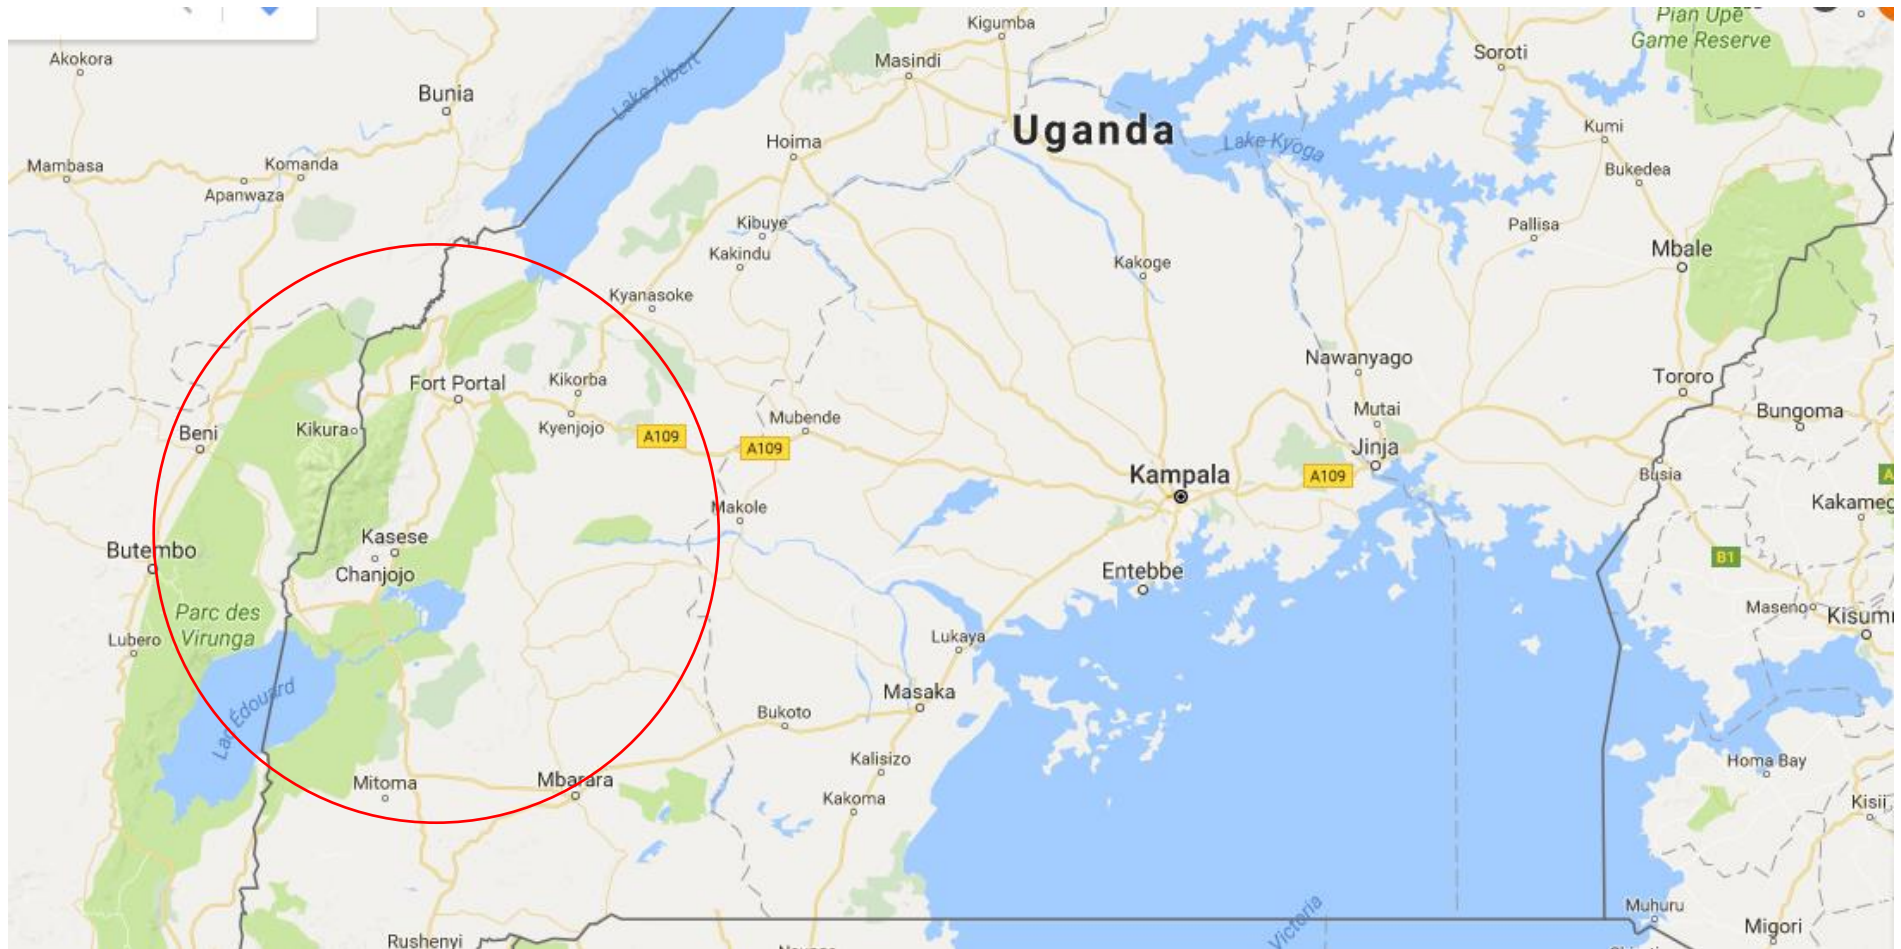 Kigumba
Pian Upe
Game Reserve
Akokora
Masindi
Soroti
Bunia
Lake Albert
Uganda
Kumi
Hoima
Lake Kyoga
Mambasa
Komanda
Bukedea
Apanwaza
Kibuye
Pallisa
Kakindu
Mbale
Kakoge
Kyanasoke
Nawanyago
Fort Portal
Kikorba
Tororo
Mutai
Bungoma
Mubende
Kikura
Kyenjojo
Beni
A109
A109
Jinja
Kampala
A109
Busia
Makole
Kakameg
Kasese
Butembo
Chanjojo
B1
Entebbe
Parc des
Virunga
Maseno
Kisum
Lubero
Lukaya
Lac Édouard
Masaka
Bukoto
Kalisizo
Homa Bay
Mitoma
Mbarara
Kakoma
Kisii
Muhuru
Victoria
Migori
Rushenyi